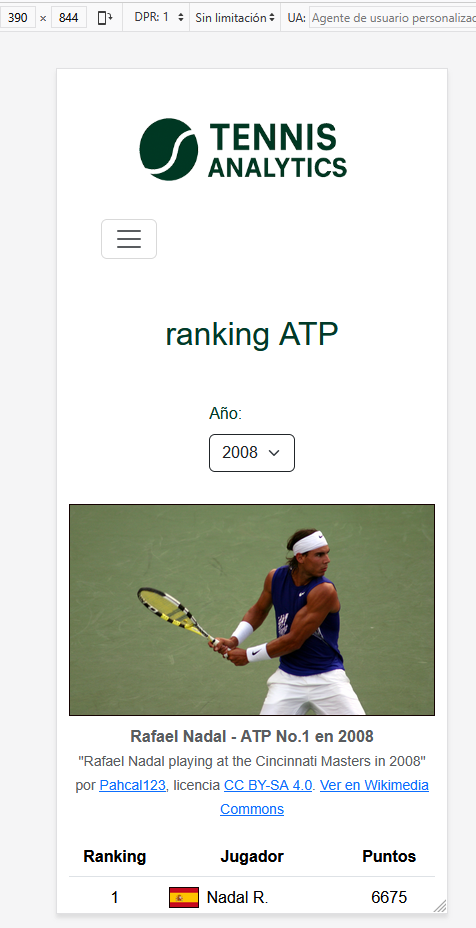 390 × 844 DPR: 1 Sin limitación UA: Agente de usuario personalizad
TENNIS
ANALYTICS
ranking ATP
Año:
2008
Rafael Nadal - ATP No.1 en 2008
"Rafael Nadal playing at the Cincinnati Masters in 2008"
por Pahcal123, licencia CC BY-SA 4.0. Ver en Wikimedia
Commons
Ranking Jugador Puntos
1 Nadal R. 6675